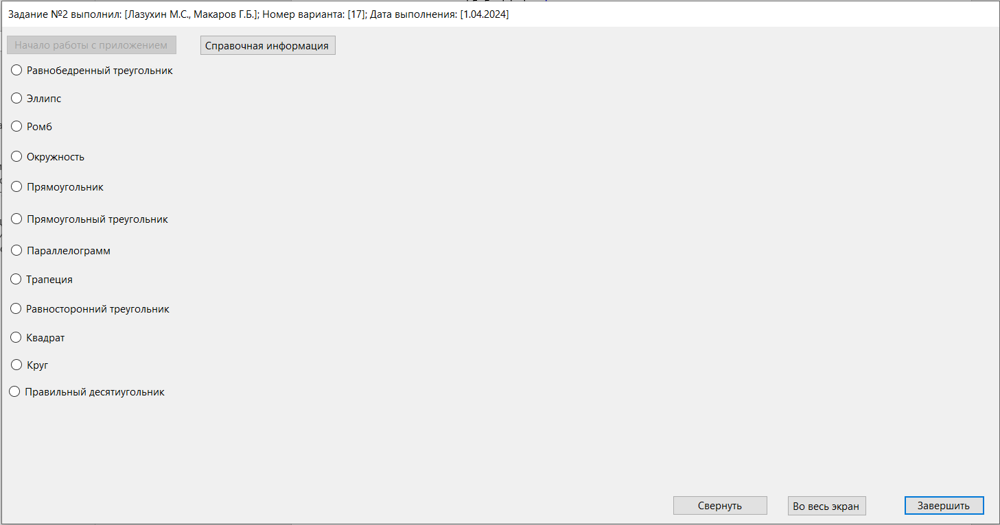 Задание №2 выполнил: [Лазухин М.С., Макаров Г.Б.]; Номер варианта: [17]; Дата выполнения: [1.04.2024]
Начало работы с приложением Справочная информация
Равнобедренный треугольник
Эллипс
Ромб
Окружность
Прямоугольник
Прямоугольный треугольник
Параллелограмм
Трапеция
Равносторонний треугольник
Квадрат
Круг
Правильный десятиугольник
Свернуть Во весь экран Завершить